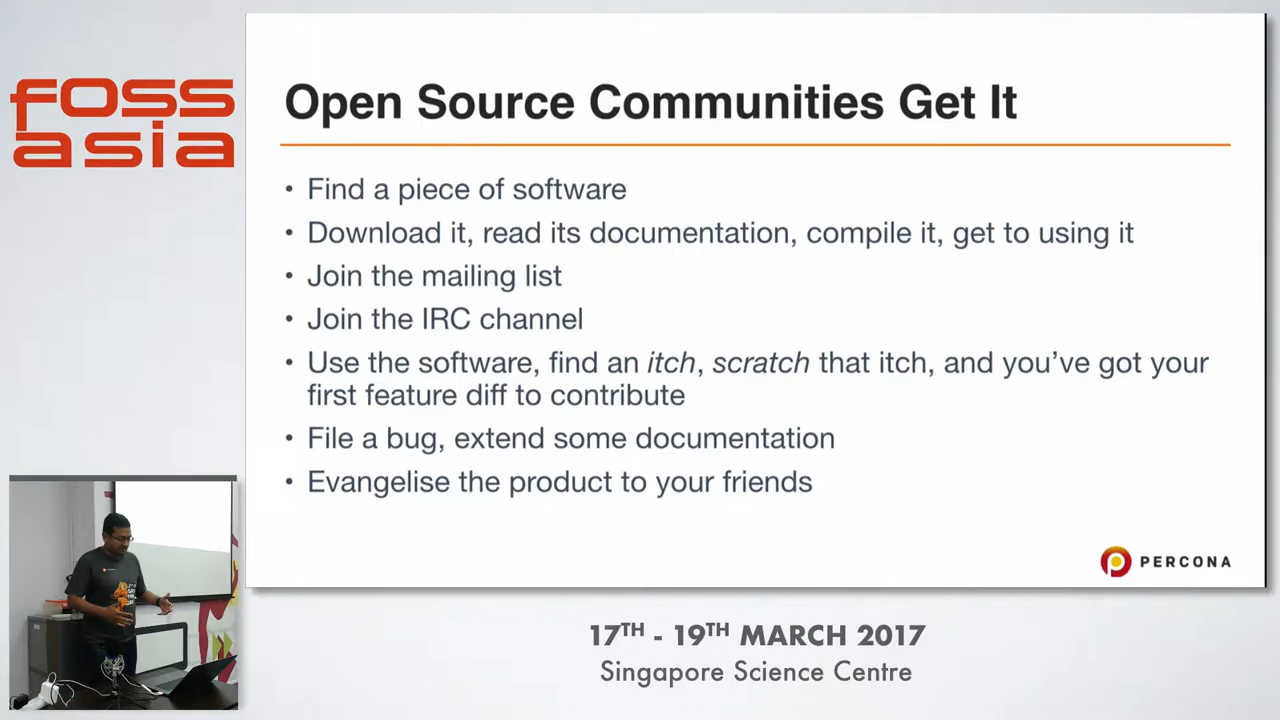 foss
asia
Open Source Communities Get It
• Find a piece of software
• Download it, read its documentation, compile it, get to using it
• Join the mailing list
• Join the IRC channel
• Use the software, find an itch, scratch that itch, and you’ve got your
first feature diff to contribute
• File a bug, extend some documentation
• Evangelise the product to your friends
PERCONA
17TH - 19TH MARCH 2017
Singapore Science Centre